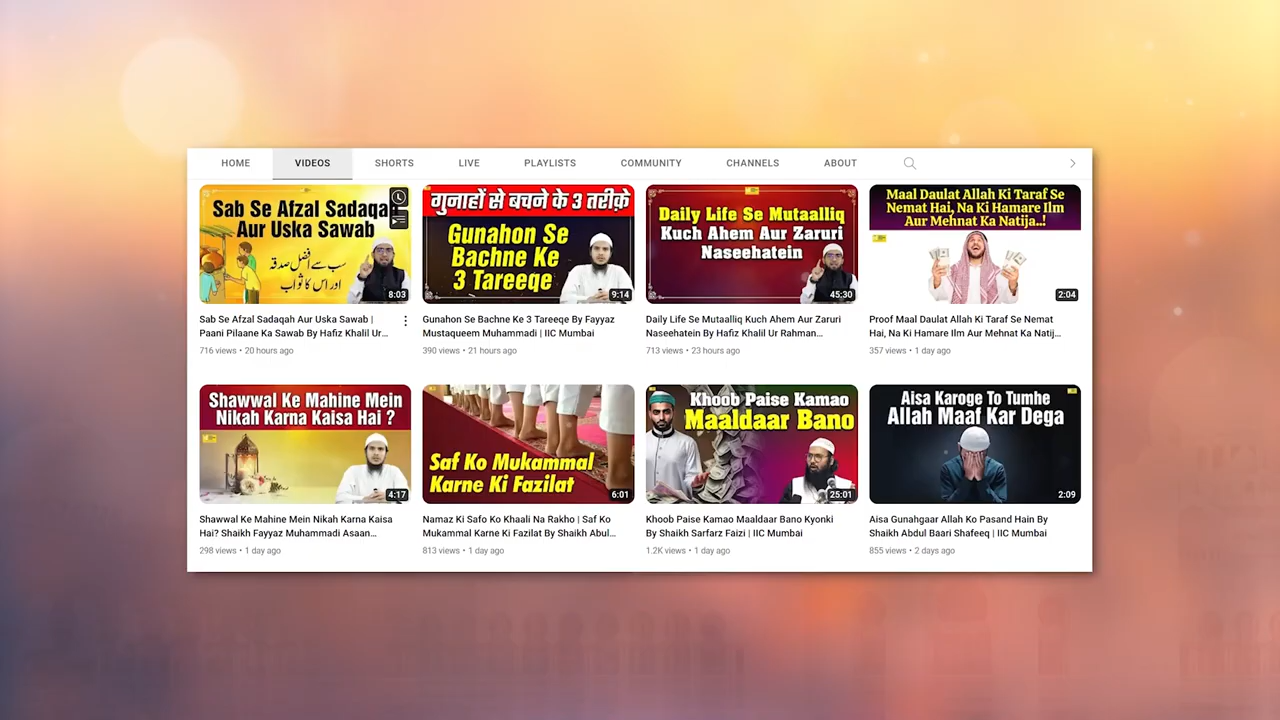 HOME VIDEOS SHORTS LIVE PLAYLISTS COMMUNITY CHANNELS ABOUT
Sab Se Afzal Sadaqa
Aur Uska Sawab
سب سے افضل صدقہ
اور اس کا ثواب
8:03
Sab Se Afzal Sadaqah Aur Uska Sawab |
Paani Pilaane Ka Sawab By Hafiz Khalil Ur...
716 views • 20 hours ago
गुनाहों से बचने के 3 तरीक़े
Gunahon Se
Bachne Ke
3 Tareeqe
9:14
Gunahon Se Bachne Ke 3 Tareeqe By Fayyaz
Mustaqueem Muhammadi | IIC Mumbai
390 views • 21 hours ago
Daily Life Se Mutaalliq
Kuch Ahem Aur Zaruri
Naseehatein
45:30
Daily Life Se Mutaalliq Kuch Ahem Aur Zaruri
Naseehatein By Hafiz Khalil Ur Rahman...
713 views • 23 hours ago
Maal Daulat Allah Ki Taraf Se
Nemat Hai, Na Ki Hamare Ilm
Aur Mehnat Ka Natija..!
2:04
Proof Maal Daulat Allah Ki Taraf Se Nemat
Hai, Na Ki Hamare Ilm Aur Mehnat Ka Natij...
357 views • 1 day ago
Shawwal Ke Mahine Mein
Nikah Karna Kaisa Hai ?
4:17
Shawwal Ke Mahine Mein Nikah Karna Kaisa
Hai? Shaikh Fayyaz Muhammadi Asaan...
298 views • 1 day ago
Saf Ko Mukammal
Karne Ki Fazilat
6:01
Namaz Ki Safo Ko Khaali Na Rakho | Saf Ko
Mukammal Karne Ki Fazilat By Shaikh Abul...
813 views • 1 day ago
Khoob Paise Kamao
Maaldaar Bano
25:01
Khoob Paise Kamao Maaldaar Bano Kyonki
By Shaikh Sarfarz Faizi | IIC Mumbai
1.2K views • 1 day ago
Aisa Karoge To Tumhe
Allah Maaf Kar Dega
2:09
Aisa Gunahgaar Allah Ko Pasand Hain By
Shaikh Abdul Baari Shafeeq | IIC Mumbai
855 views • 2 days ago